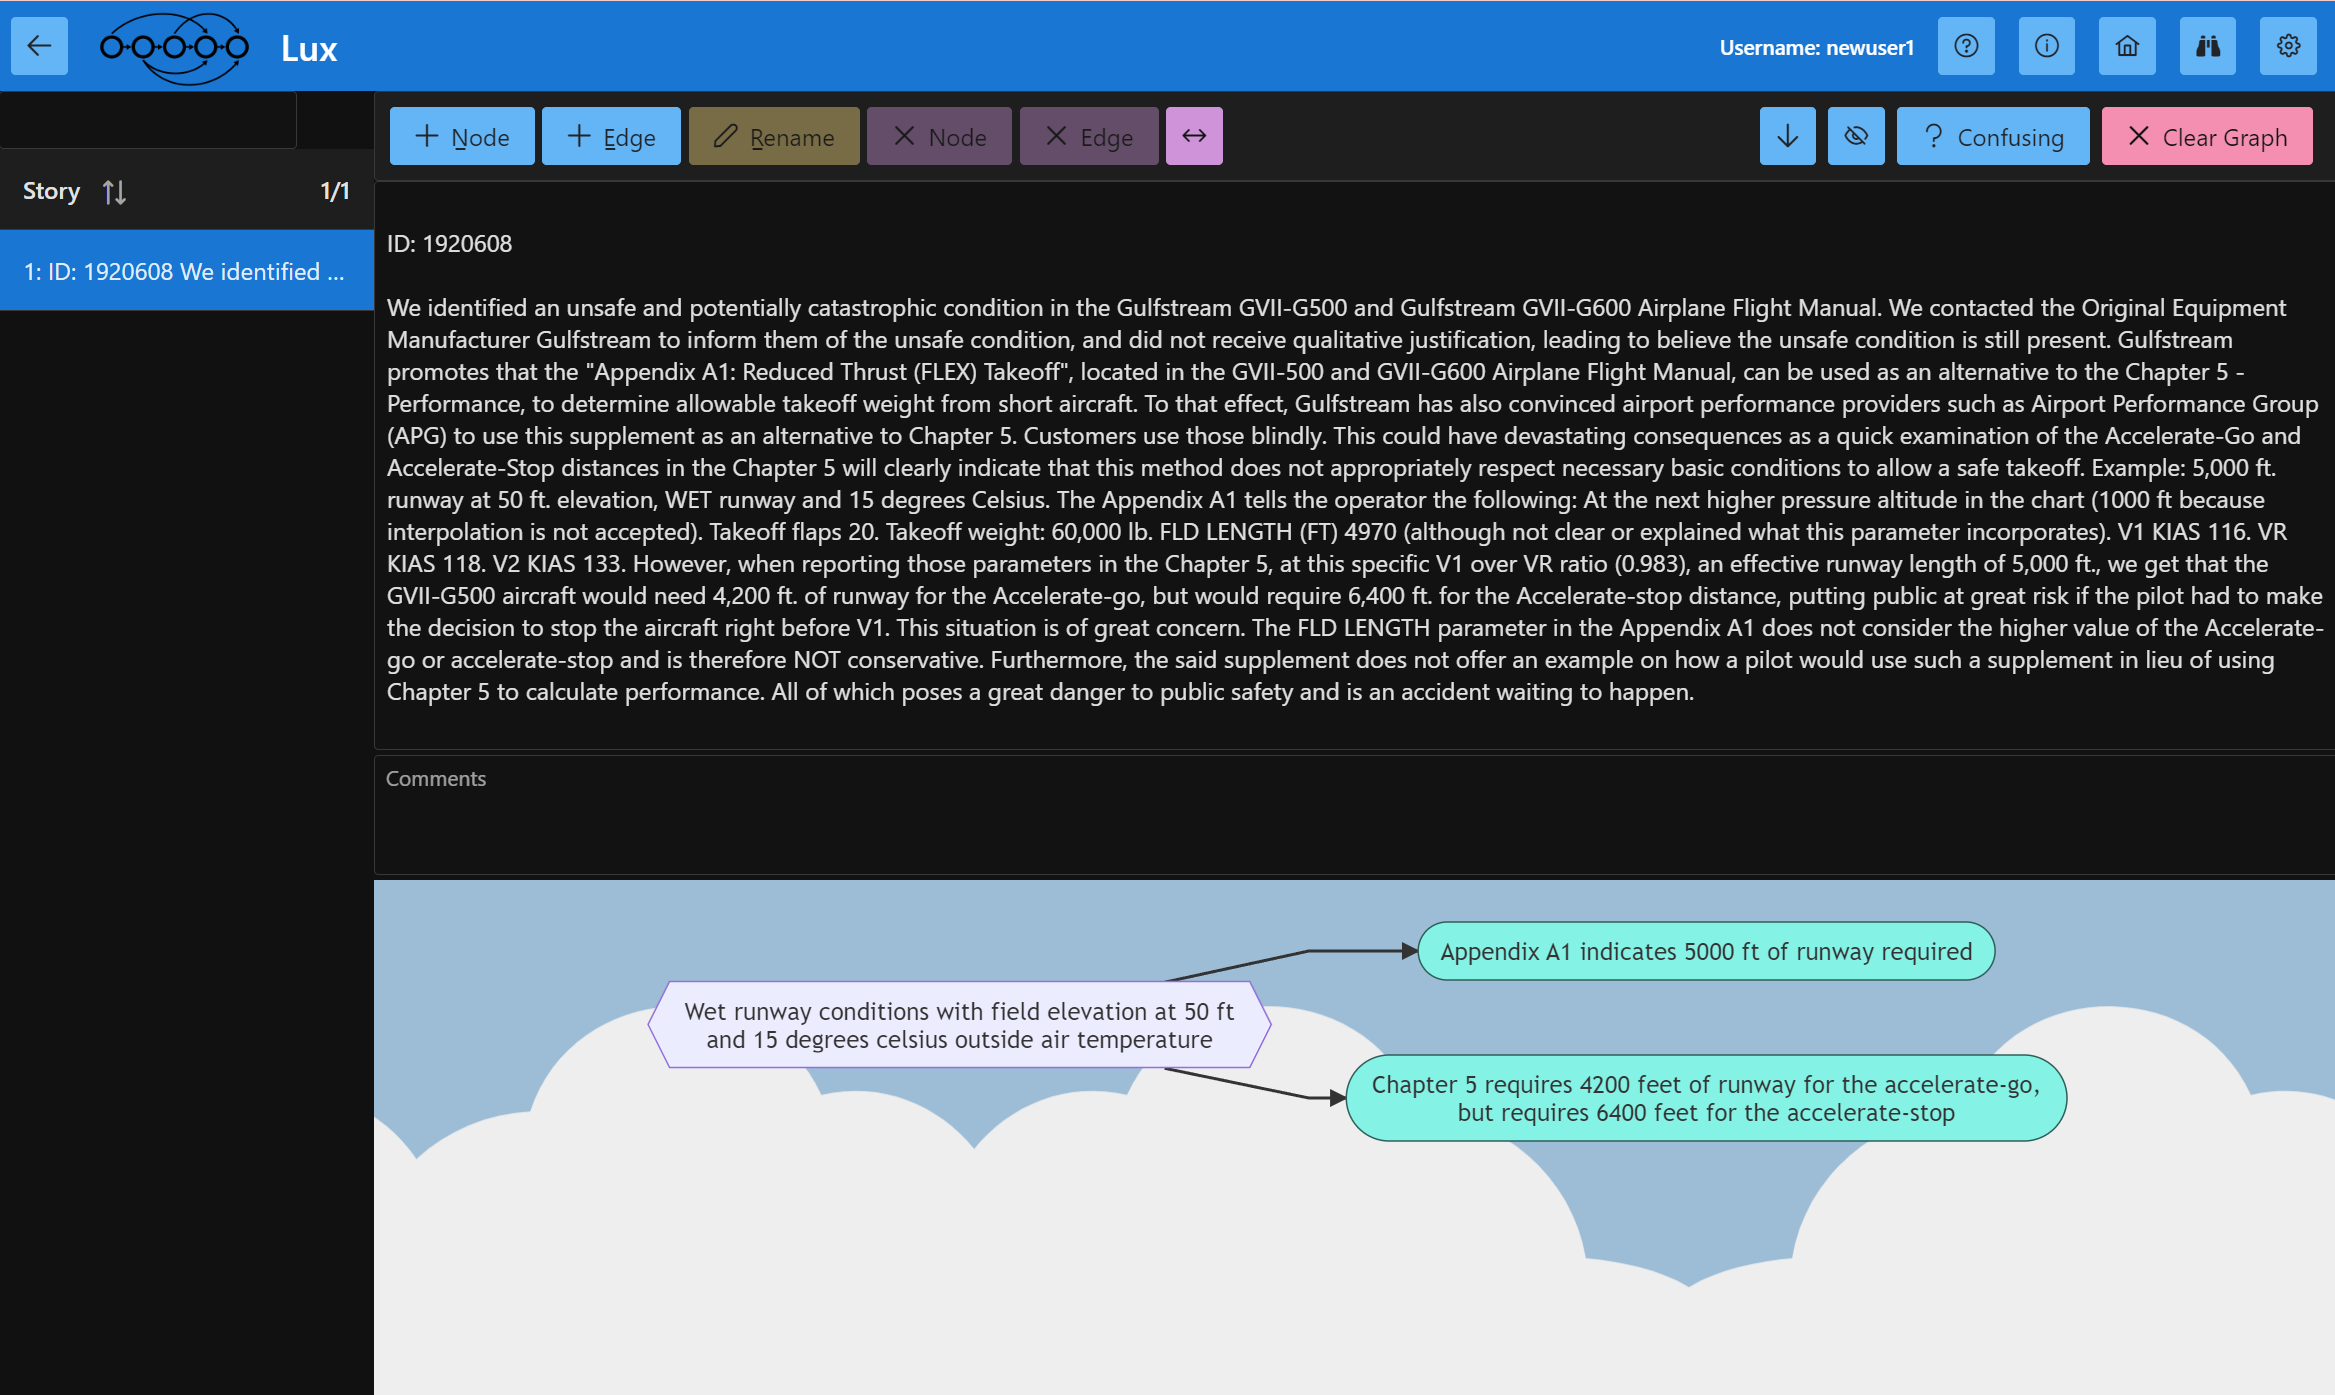 Lux
Username: newuser1
Node
Edge
Rename
Node
Edge
Confusing
Clear Graph
Story
1/1
1: ID: 1920608 We identified ...
ID: 1920608
We identified an unsafe and potentially catastrophic condition in the Gulfstream GVII-G500 and Gulfstream GVII-G600 Airplane Flight Manual. We contacted the Original Equipment
Manufacturer Gulfstream to inform them of the unsafe condition, and did not receive qualitative justification, leading to believe the unsafe condition is still present. Gulfstream
promotes that the "Appendix A1: Reduced Thrust (FLEX) Takeoff", located in the GVII-500 and GVII-G600 Airplane Flight Manual, can be used as an alternative to the Chapter 5 -
Performance, to determine allowable takeoff weight from short aircraft. To that effect, Gulfstream has also convinced airport performance providers such as Airport Performance Group
(APG) to use this supplement as an alternative to Chapter 5. Customers use those blindly. This could have devastating consequences as a quick examination of the Accelerate-Go and
Accelerate-Stop distances in the Chapter 5 will clearly indicate that this method does not appropriately respect necessary basic conditions to allow a safe takeoff. Example: 5,000 ft.
runway at 50 ft. elevation, WET runway and 15 degrees Celsius. The Appendix A1 tells the operator the following: At the next higher pressure altitude in the chart (1000 ft because
interpolation is not accepted). Takeoff flaps 20. Takeoff weight: 60,000 lb. FLD LENGTH (FT) 4970 (although not clear or explained what this parameter incorporates). V1 KIAS 116. VR
KIAS 118. V2 KIAS 133. However, when reporting those parameters in the Chapter 5, at this specific V1 over VR ratio (0.983), an effective runway length of 5,000 ft., we get that the
GVII-G500 aircraft would need 4,200 ft. of runway for the Accelerate-go, but would require 6,400 ft. for the Accelerate-stop distance, putting public at great risk if the pilot had to make
the decision to stop the aircraft right before V1. This situation is of great concern. The FLD LENGTH parameter in the Appendix A1 does not consider the higher value of the Accelerate-
go or accelerate-stop and is therefore NOT conservative. Furthermore, the said supplement does not offer an example on how a pilot would use such a supplement in lieu of using
Chapter 5 to calculate performance. All of which poses a great danger to public safety and is an accident waiting to happen.
Comments
Appendix A1 indicates 5000 ft of runway required
Wet runway conditions with field elevation at 50 ft
and 15 degrees celsius outside air temperature
Chapter 5 requires 4200 feet of runway for the accelerate-go,
but requires 6400 feet for the accelerate-stop